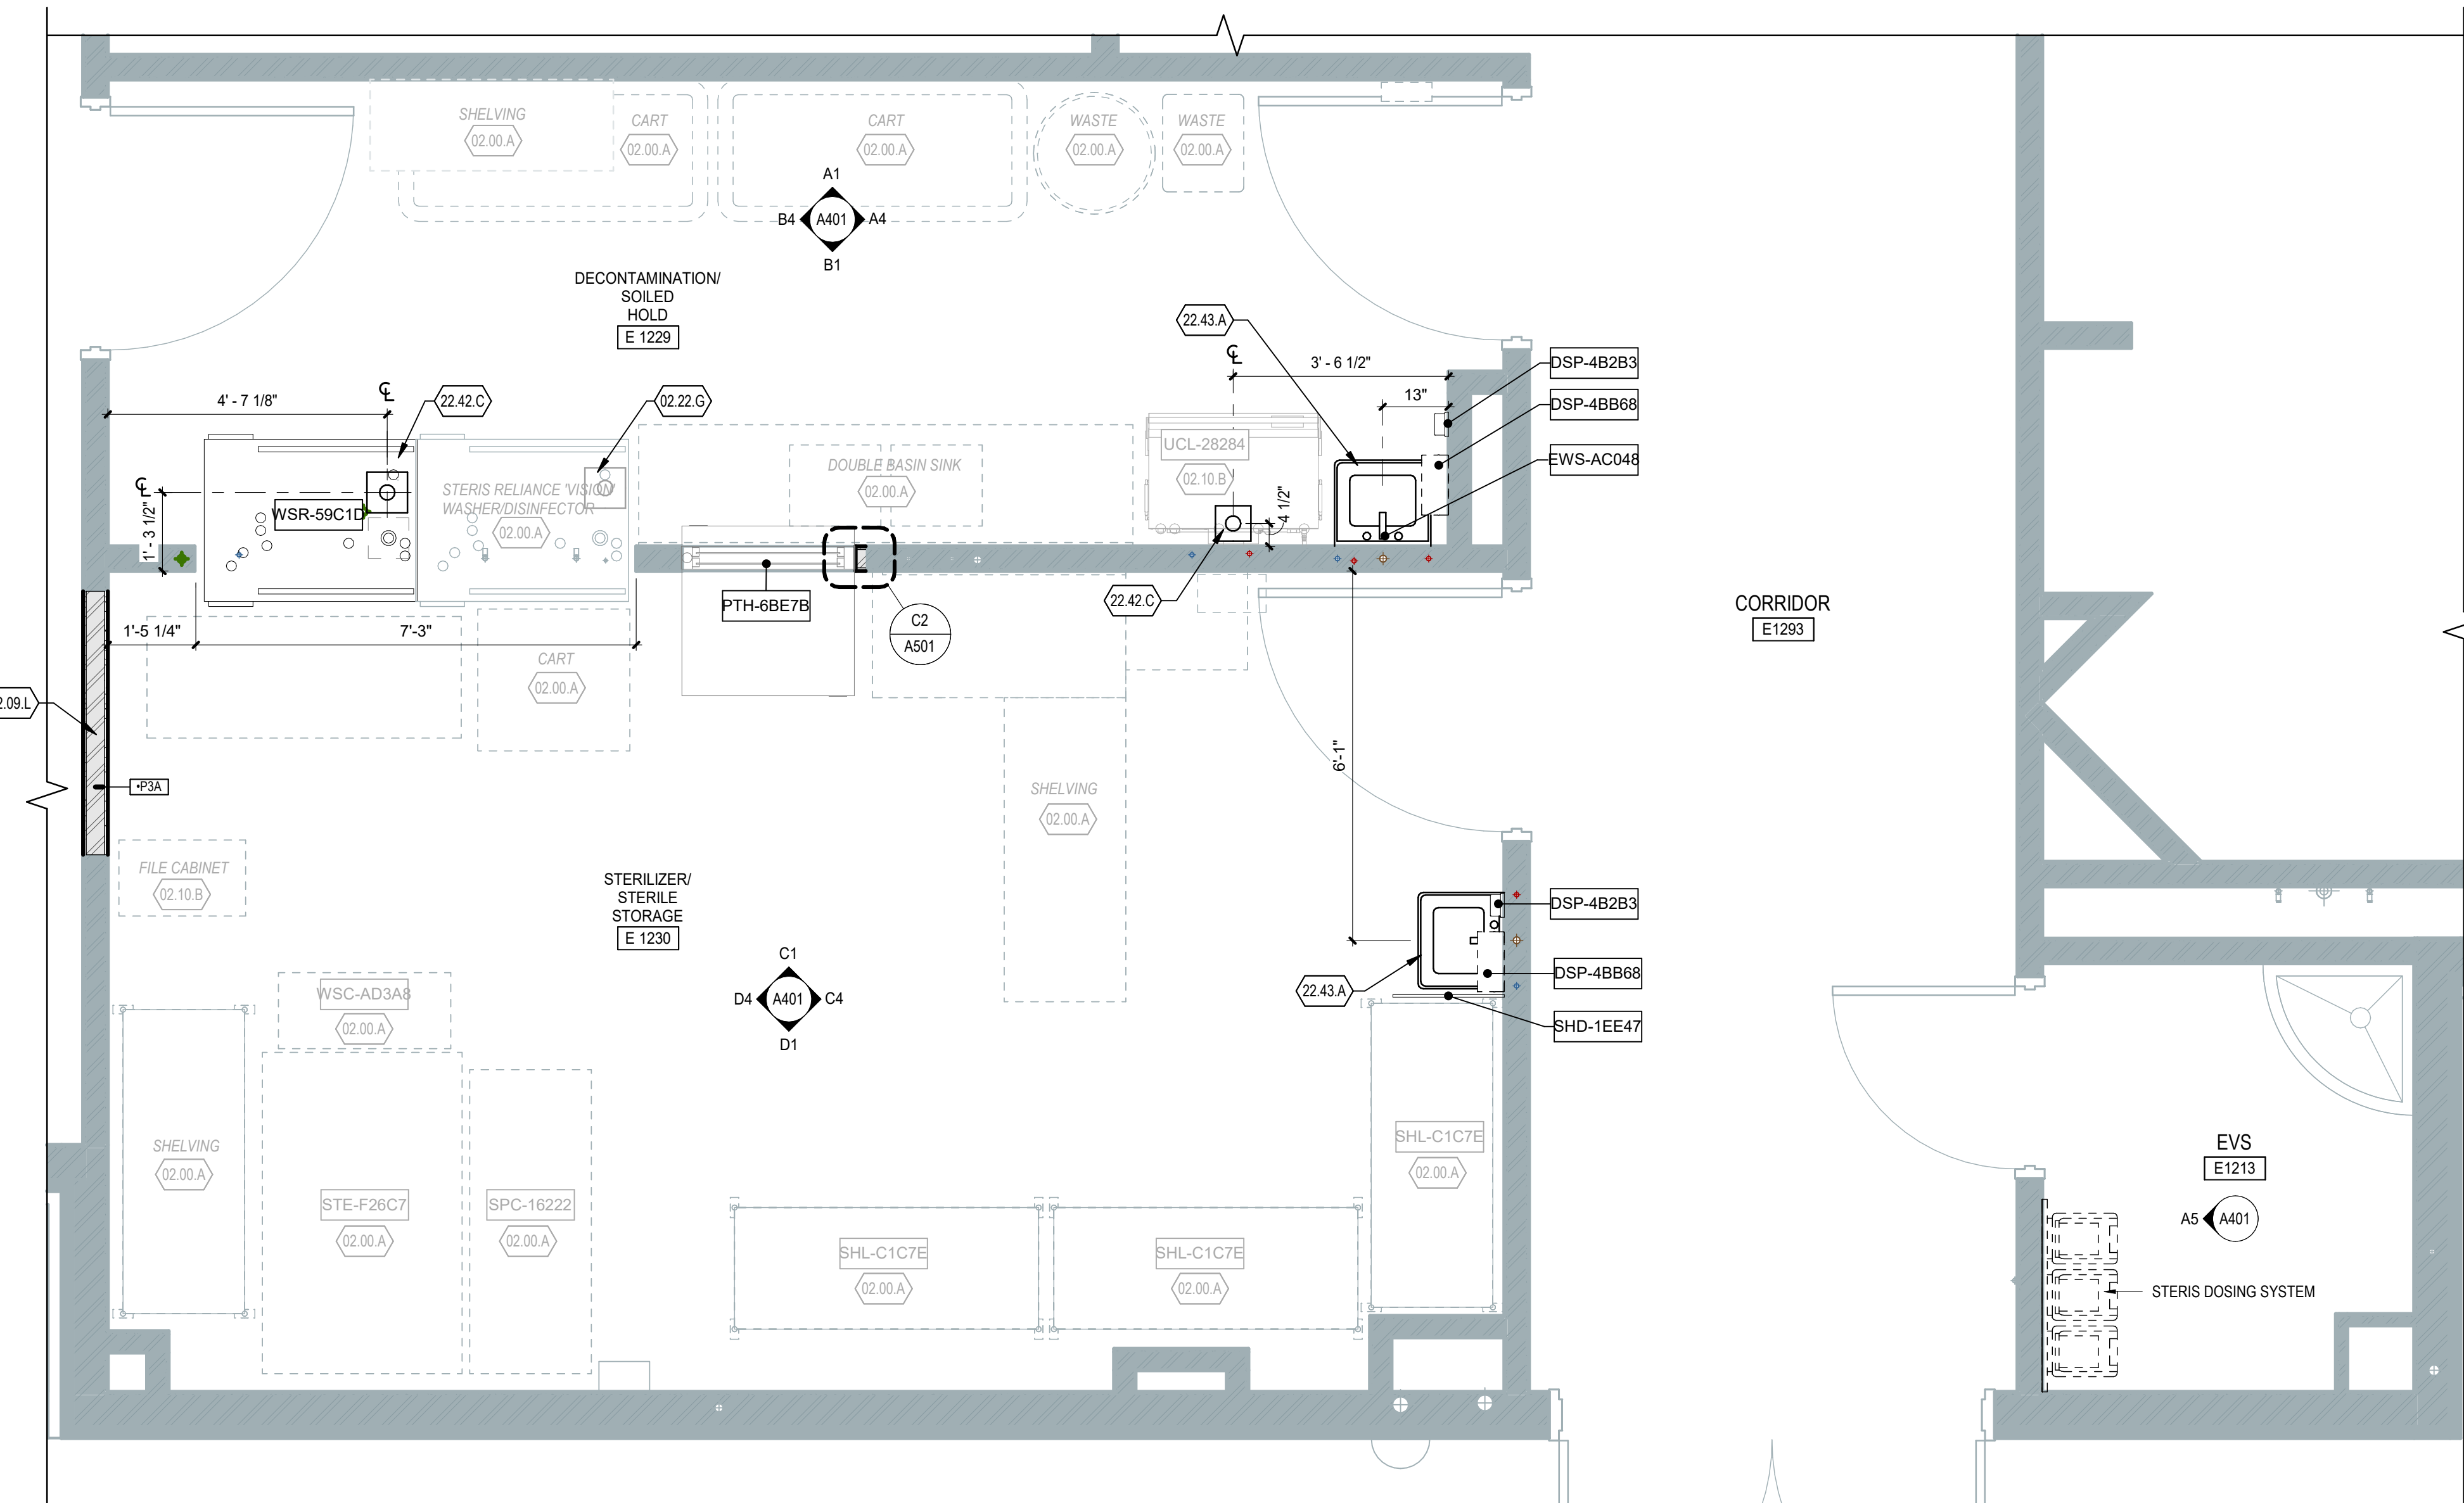 SHELVING
02.00.A
CART
02.00.A
CART
02.00.A
WASTE
02.00.A
WASTE
02.00.A
A1
B4
A401
A4
B1
DECONTAMINATION/
SOILED
HOLD
E 1229
22.43.A
3' - 6 1/2"
13"
DSP-4B2B3
DSP-4BB68
EWS-AC048
4' - 7 1/8"
22.42.C
02.22.G
UCL-28284
02.10.B
4 1/2"
DOUBLE BASIN SINK
02.00.A
STERIS RELIANCE 'VISION'
WASHER/DISINFECTOR
02.00.A
WSR-59C1D
1' - 3 1/2"
PTH-6BE7B
22.42.C
C2
A501
CORRIDOR
E1293
1'-5 1/4"
7'-3"
CART
02.00.A
2.09.L
•P3A
6'-1"
SHELVING
02.00.A
FILE CABINET
02.10.B
STERILIZER/
STERILE
STORAGE
E 1230
DSP-4B2B3
DSP-4BB68
22.43.A
SHD-1EE47
C1
D4
A401
C4
D1
WSC-AD3A8
02.00.A
SHELVING
02.00.A
STE-F26C7
02.00.A
SPC-16222
02.00.A
SHL-C1C7E
02.00.A
SHL-C1C7E
02.00.A
SHL-C1C7E
02.00.A
EVS
E1213
A5
A401
STERIS DOSING SYSTEM